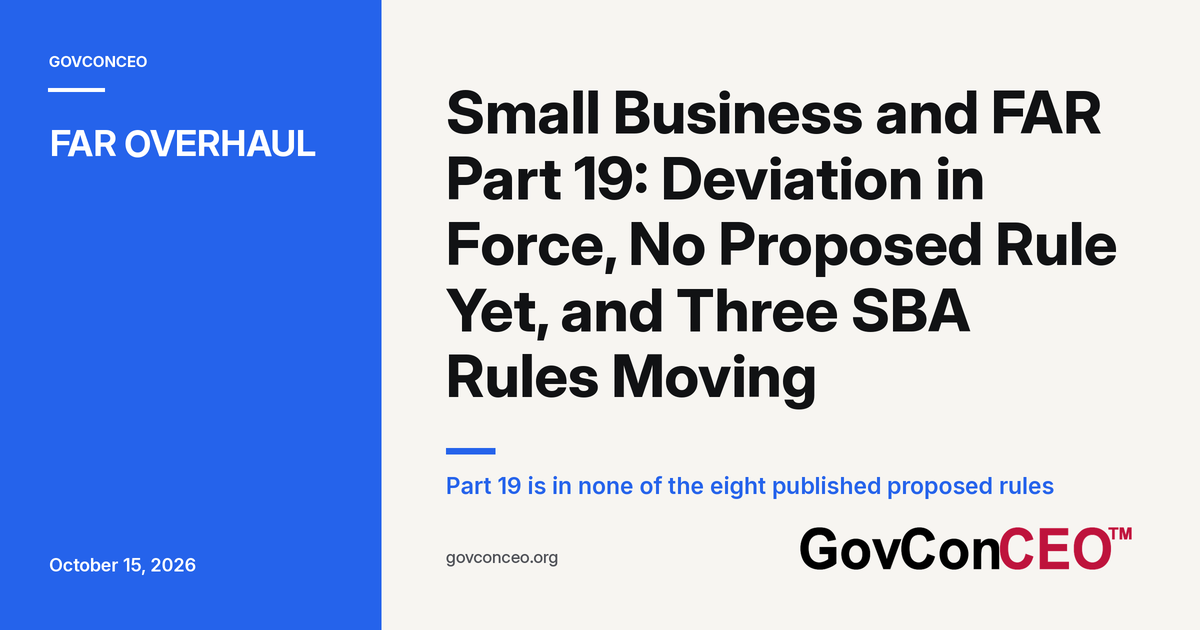 GOVCONCEO
FAR OVERHAUL
October 15, 2026
Small Business and FAR
Part 19: Deviation in
Force, No Proposed Rule
Yet, and Three SBA
Rules Moving
Part 19 is in none of the eight published proposed rules
govconceo.org
GovConCEO™